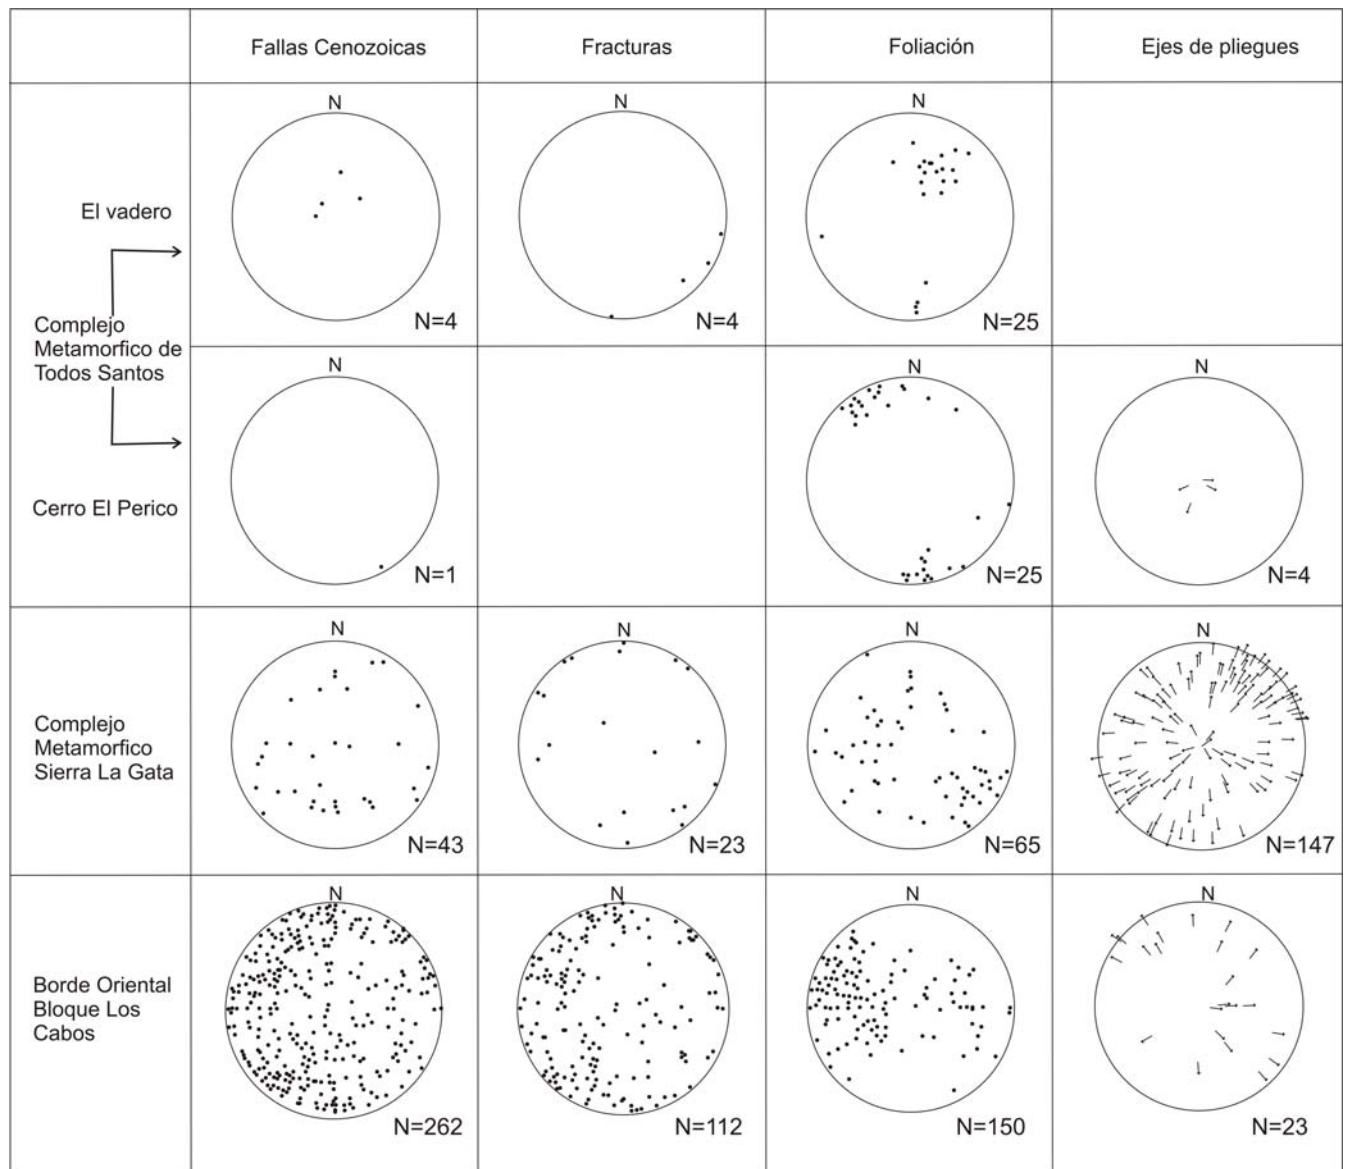 Fallas Cenozoicas
Fracturas
Foliación
Ejes de pliegues
El vadero
N
N=4
N
N=4
N
N=25
Complejo
Metamorfico de
Todos Santos
Cerro El Perico
N
N=1
N
N=25
N
N=4
Complejo
Metamorfico
Sierra La Gata
N
N=43
N
N=23
N
N=65
N
N=147
Borde Oriental
Bloque Los
Cabos
N
N=262
N
N=112
N
N=150
N
N=23